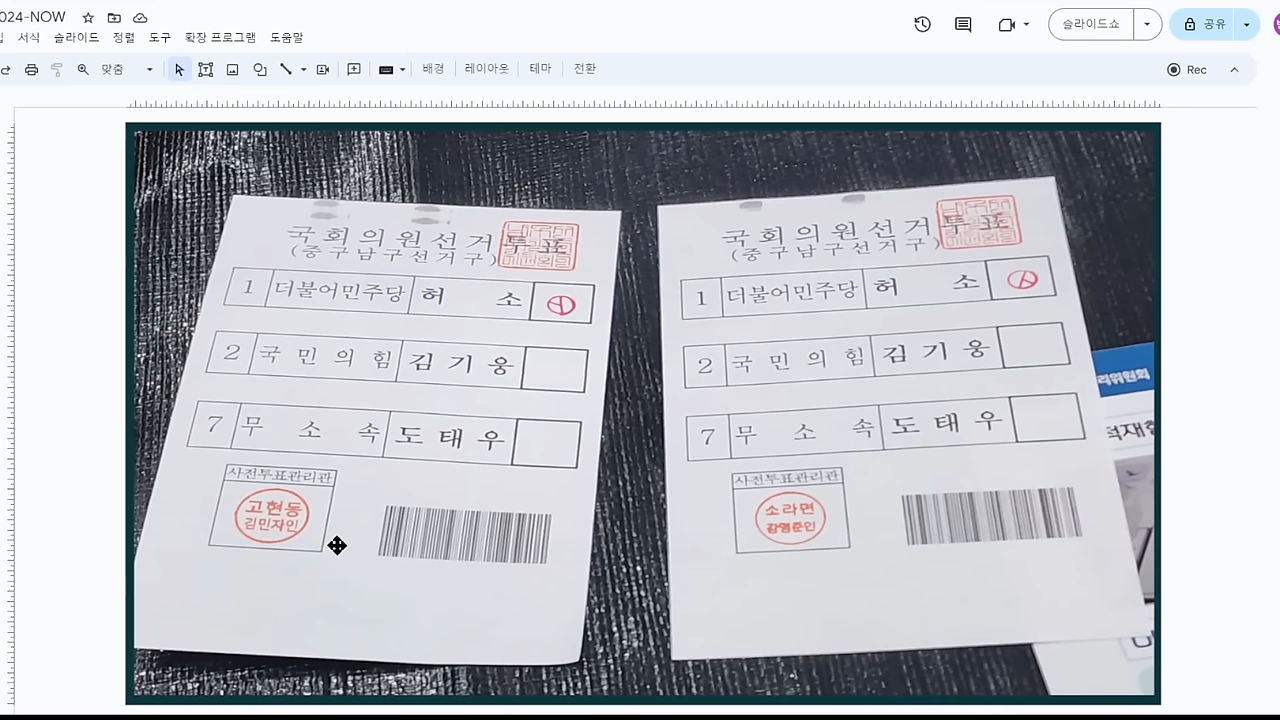 024-NOW
서식 슬라이드 정렬 도구 확장 프로그램 도움말
슬라이드쇼
공유
맞춤
배경 레이아웃 테마 전환
Rec
국회의원선거투표
(중구남구선거구)
1 더불어민주당 허 소
2 국민의힘 김기웅
7 무 소 속 도태우
사전투표관리관
고현동
김민자인
국회의원선거투표
(중구남구선거구)
1 더불어민주당 허 소
2 국민의힘 김기웅
7 무 소 속 도태우
사전투표관리관
소라면
리위원회